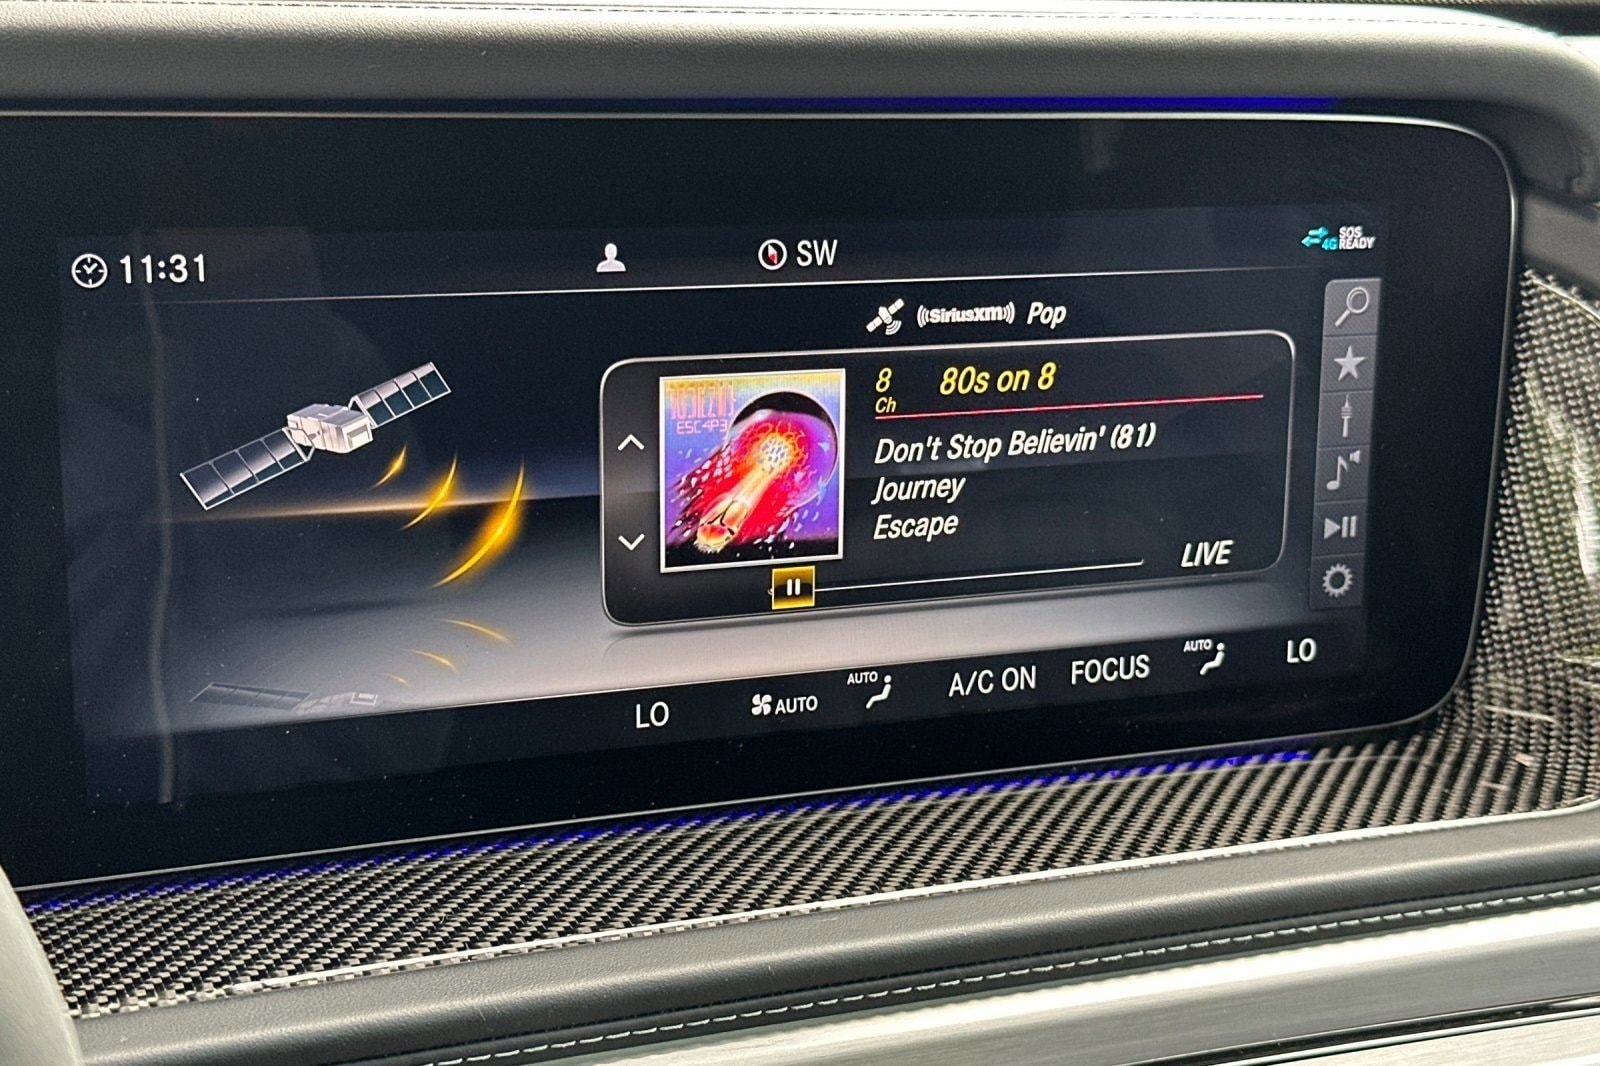 11:31
SW
4G SOS READY
((SiriusXM)) Pop
8 Ch
80s on 8
ESC4P3
Don't Stop Believin' (81)
Journey
Escape
LIVE
LO
AUTO
AUTO
A/C ON
FOCUS
AUTO
LO